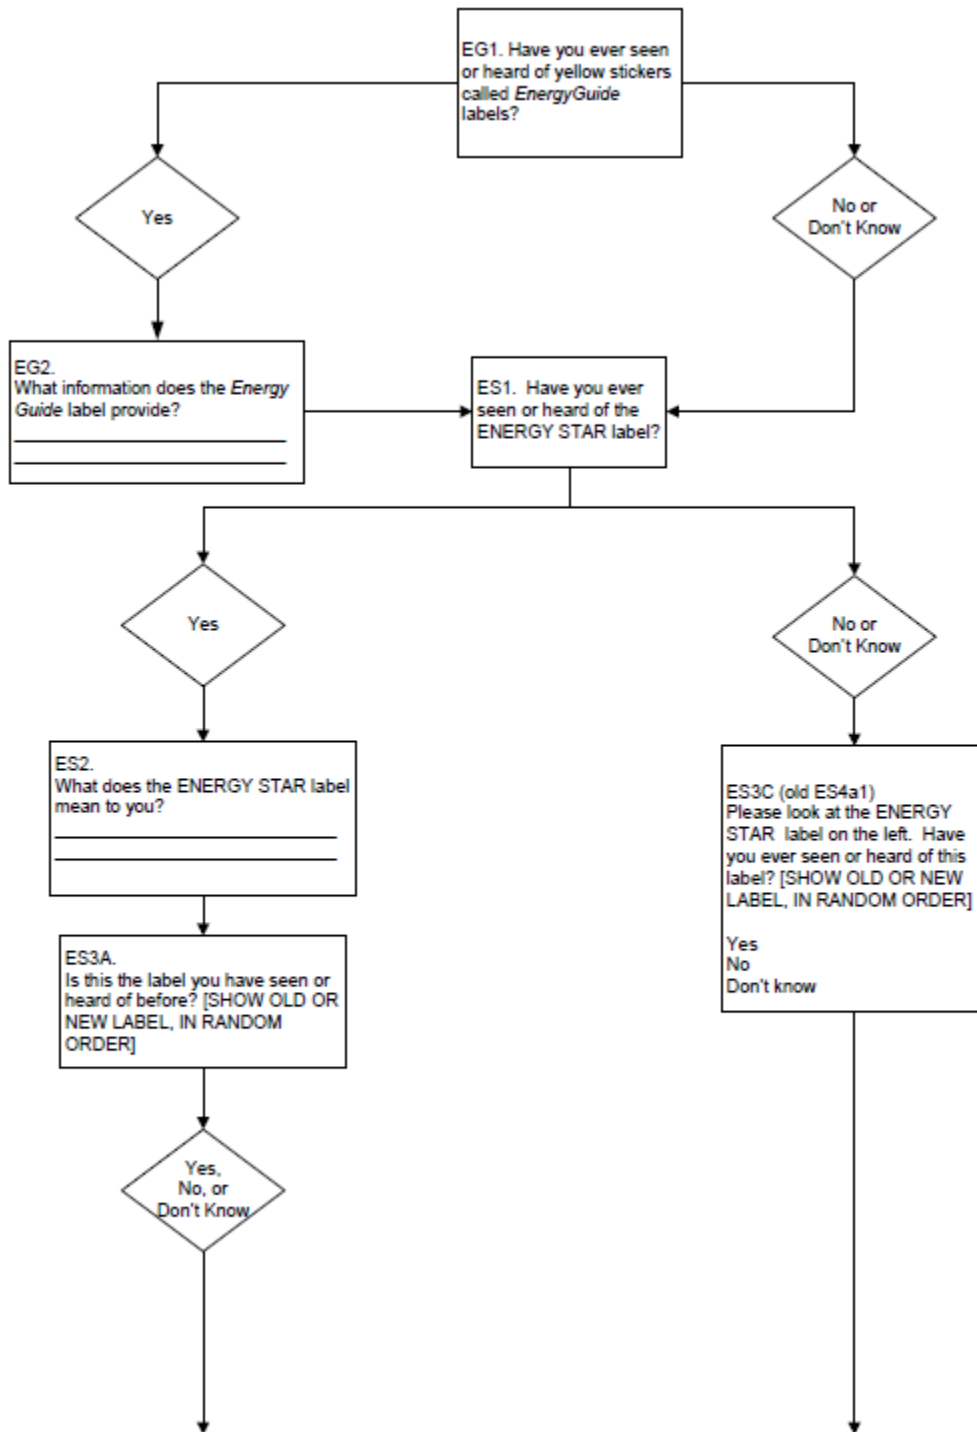 EG1. Have you ever seen
or heard of yellow stickers
called EnergyGuide
labels?
Yes
No or
Don't Know
EG2.
What information does the Energy
Guide label provide?
ES1.  Have you ever
seen or heard of the
ENERGY STAR label?
Yes
No or
Don't Know
ES2.
What does the ENERGY STAR label
mean to you?
ES3C (old ES4a1)
Please look at the ENERGY
STAR  label on the left.  Have
you ever seen or heard of this
label? [SHOW OLD OR NEW
LABEL, IN RANDOM ORDER]
Yes
No
Don't know
ES3A.
Is this the label you have seen or
heard of before? [SHOW OLD OR
NEW LABEL, IN RANDOM
ORDER]
Yes,
No, or
Don't Know